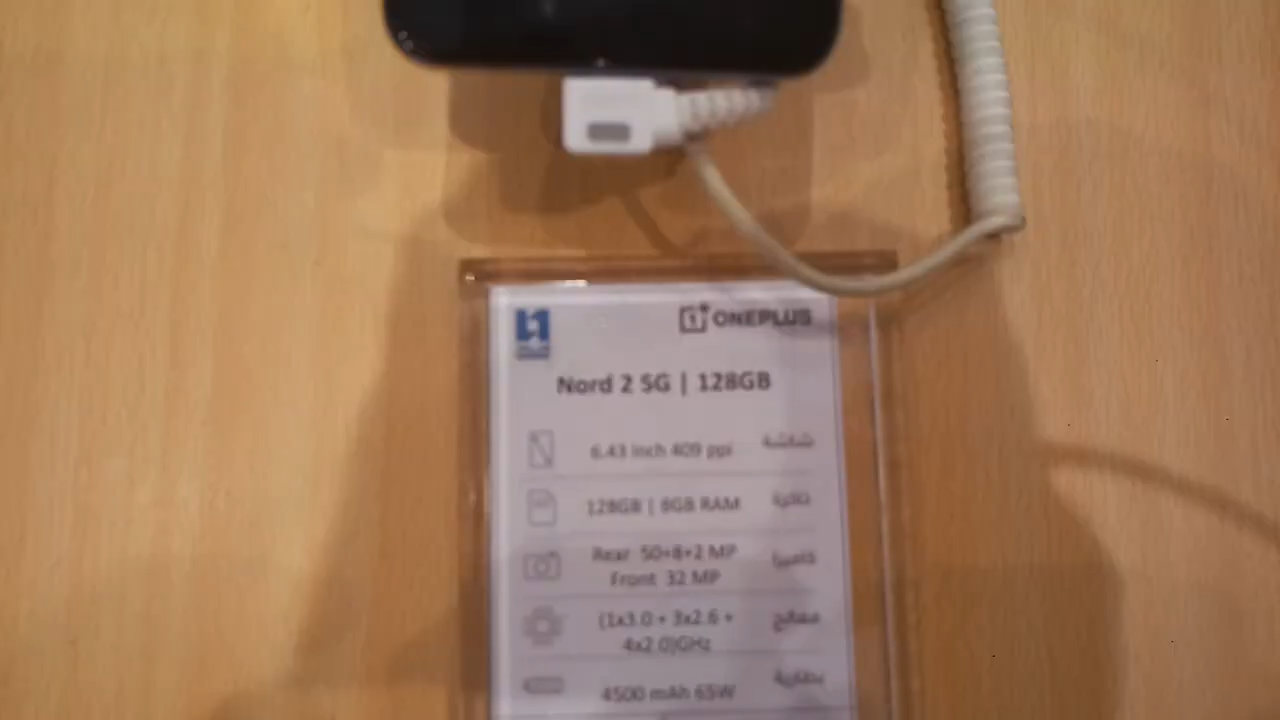 ONEPLUS
Nord 2 5G | 128GB
6.43 inch 409 ppi شاشة
128GB | 8GB RAM ذاكرة
Rear 50+8+2 MP كاميرا
Front 32 MP
(1x3.0 + 3x2.6 + معالج
4x2.0)GHz
4500 mAh 65W بطارية